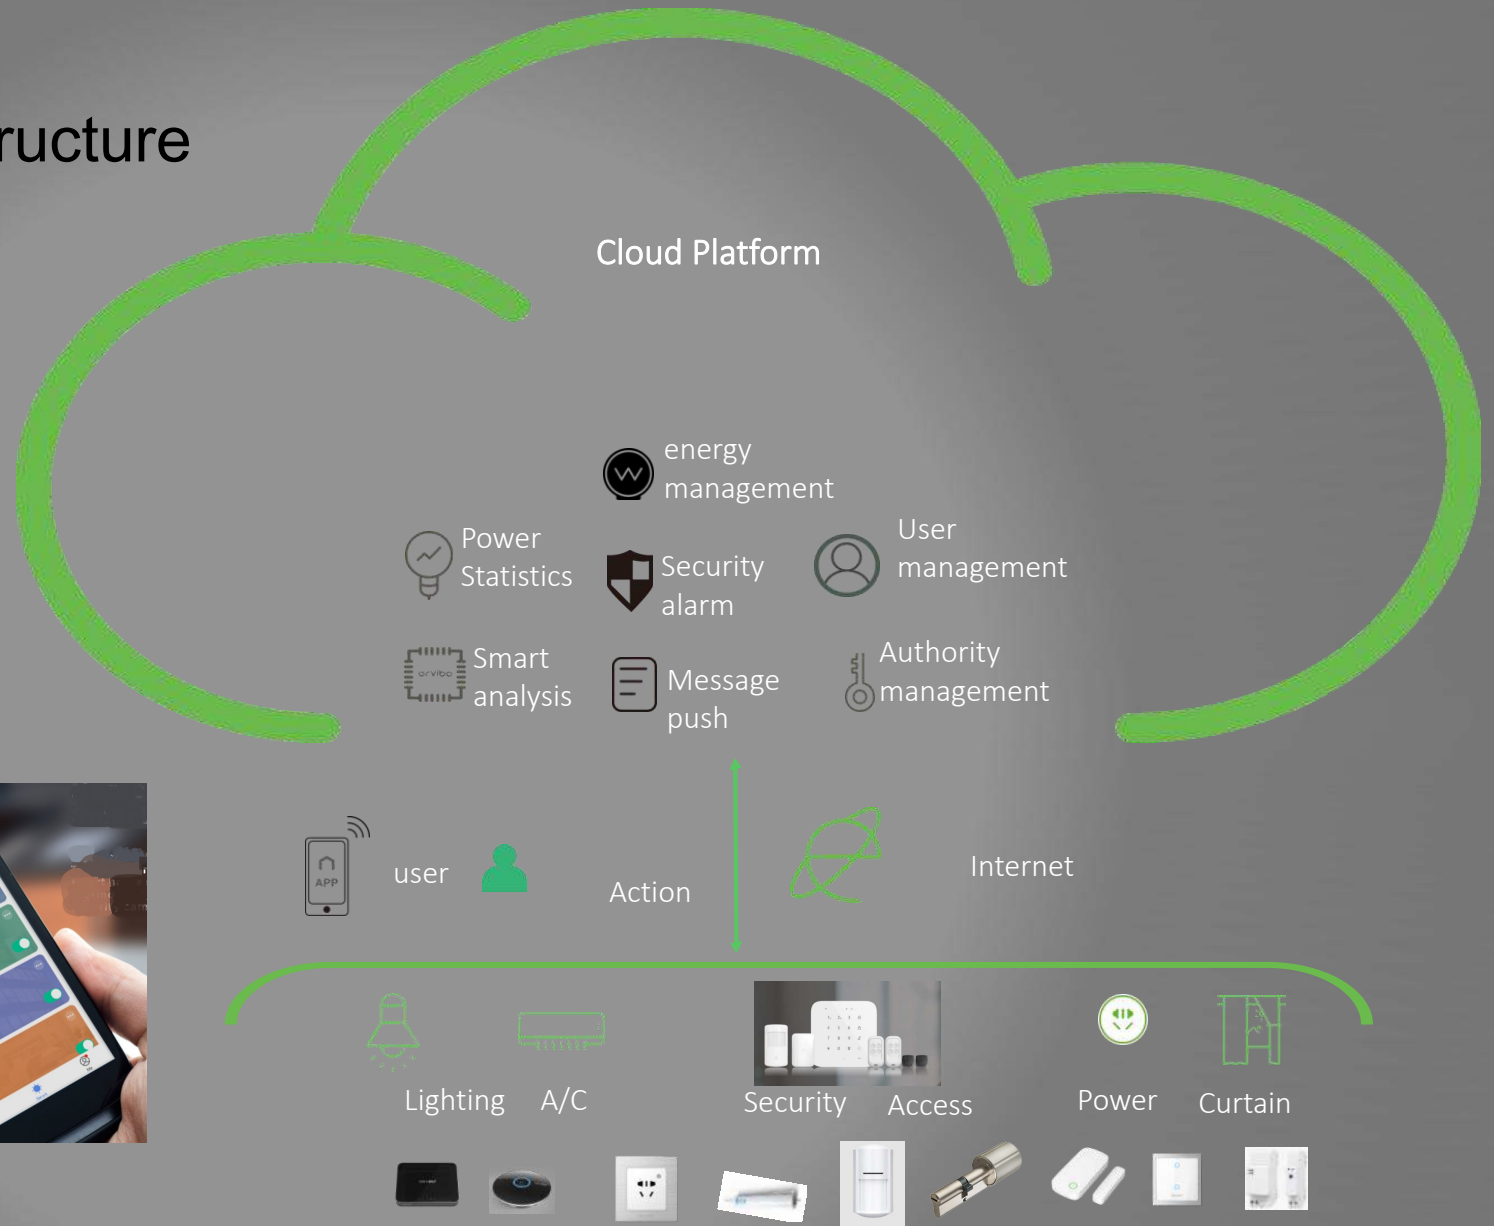 ructure
Cloud Platform
energy
management
Power
Statistics
Security
alarm
User
management
Smart
analysis
orvibo
Message
push
Authority
management
APP
user
Action
Internet
Lighting
A/C
Security
Access
Power
Curtain